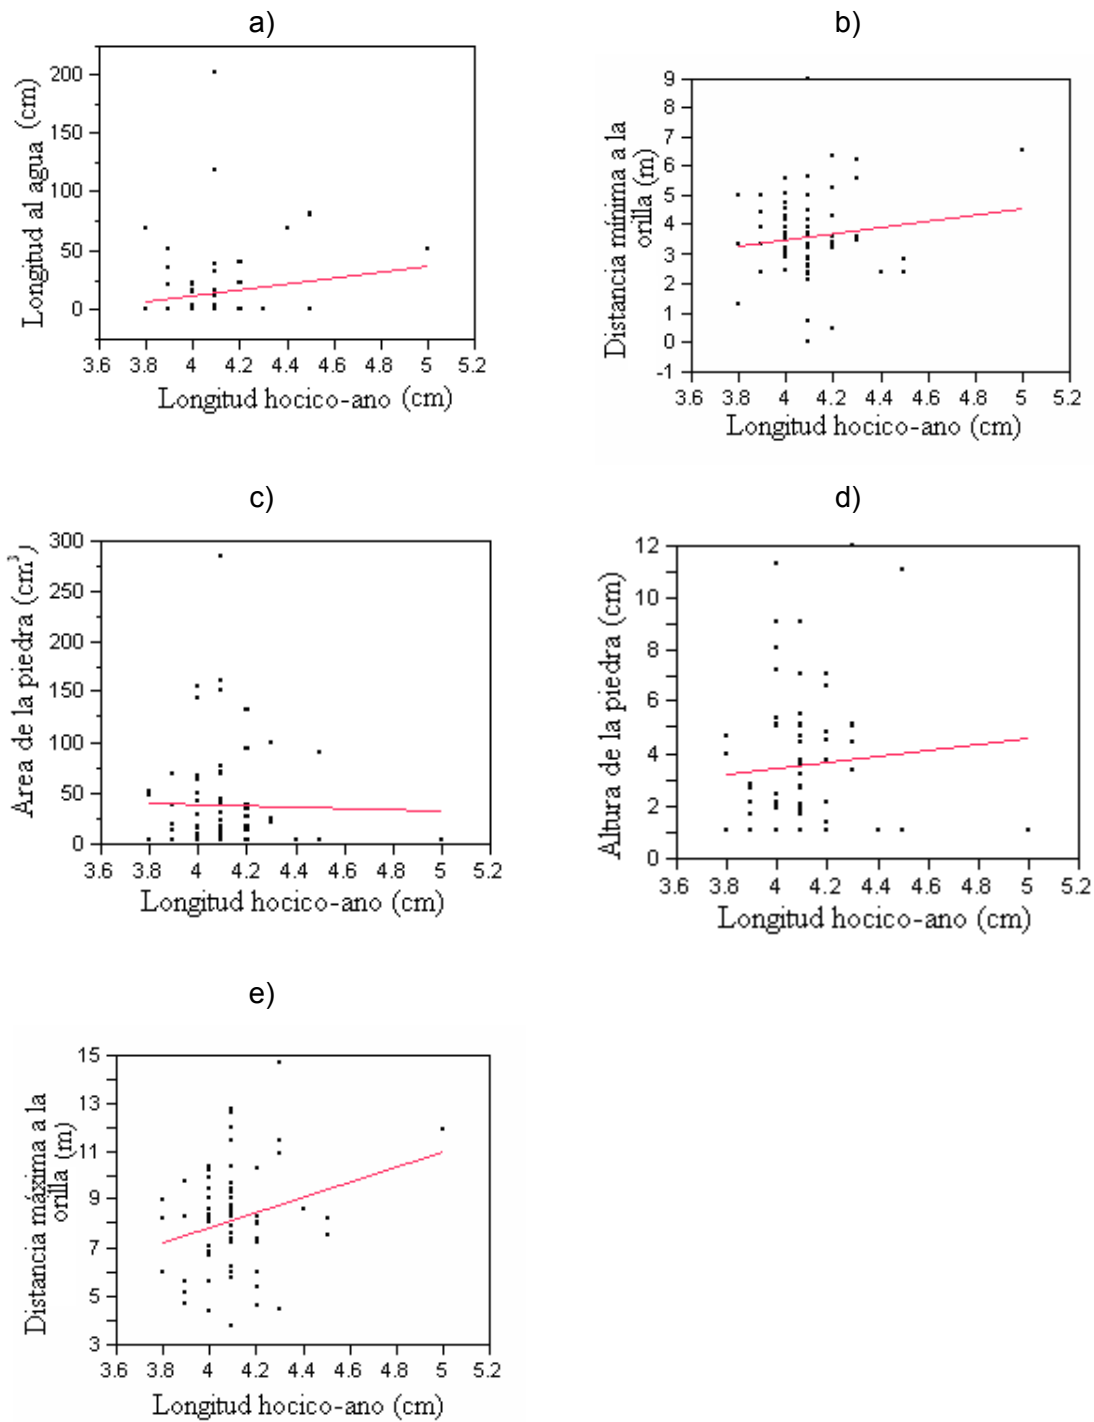 a)
Longitud al agua (cm)
200
150
100
50
0
3.6 3.8 4 4.2 4.4 4.6 4.8 5 5.2
Longitud hocico-ano (cm)
b)
Distancia mínima a la
orilla (m)
9
8
7
6
5
4
3
2
1
0
-1
3.6 3.8 4 4.2 4.4 4.6 4.8 5 5.2
Longitud hocico-ano (cm)
c)
Area de la piedra (cm³)
300
250
200
150
100
50
0
3.6 3.8 4 4.2 4.4 4.6 4.8 5 5.2
Longitud hocico-ano (cm)
d)
Altura de la piedra (cm)
12
10
8
6
4
2
0
3.6 3.8 4 4.2 4.4 4.6 4.8 5 5.2
Longitud hocico-ano (cm)
e)
Distancia máxima a la
orilla (m)
15
13
11
9
7
5
3
3.6 3.8 4 4.2 4.4 4.6 4.8 5 5.2
Longitud hocico-ano (cm)